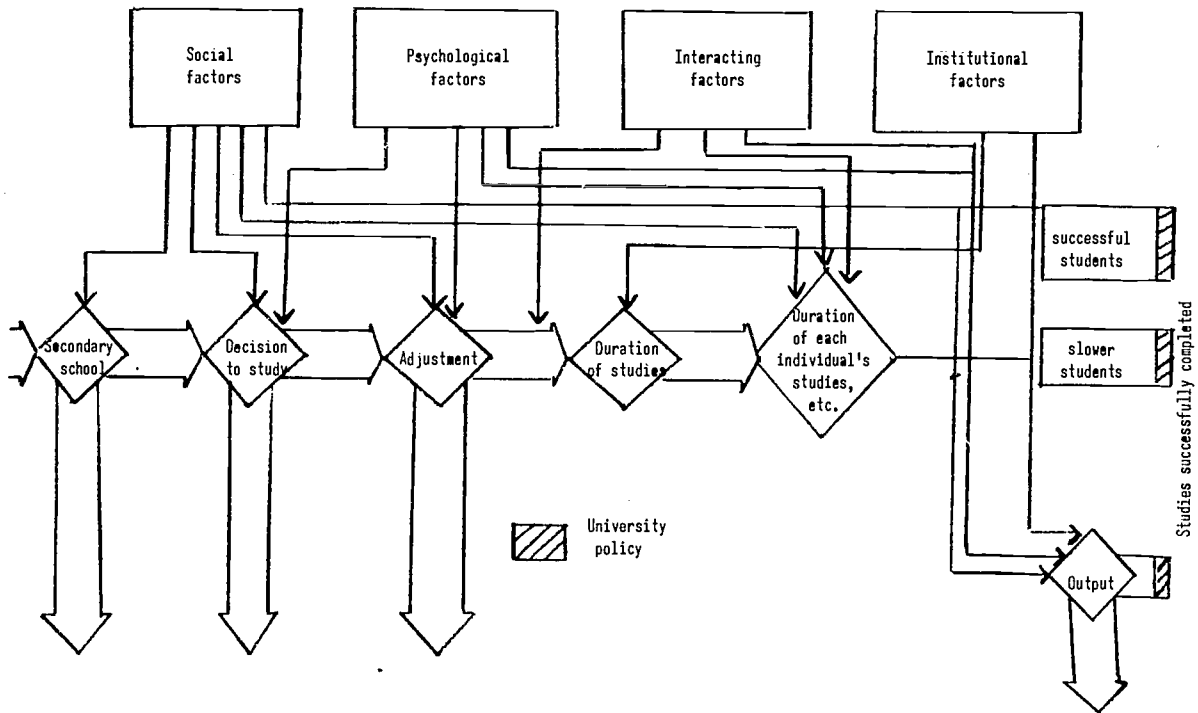 Social
factors
Psychological
factors
Interacting
factors
Institutional
factors
successful
students
slower
students
Studies successfully completed
Secondary
school
Decision
to study
Adjustment
Duration
of studies
Duration
of each
individual's
studies,
etc.
University
policy
Output